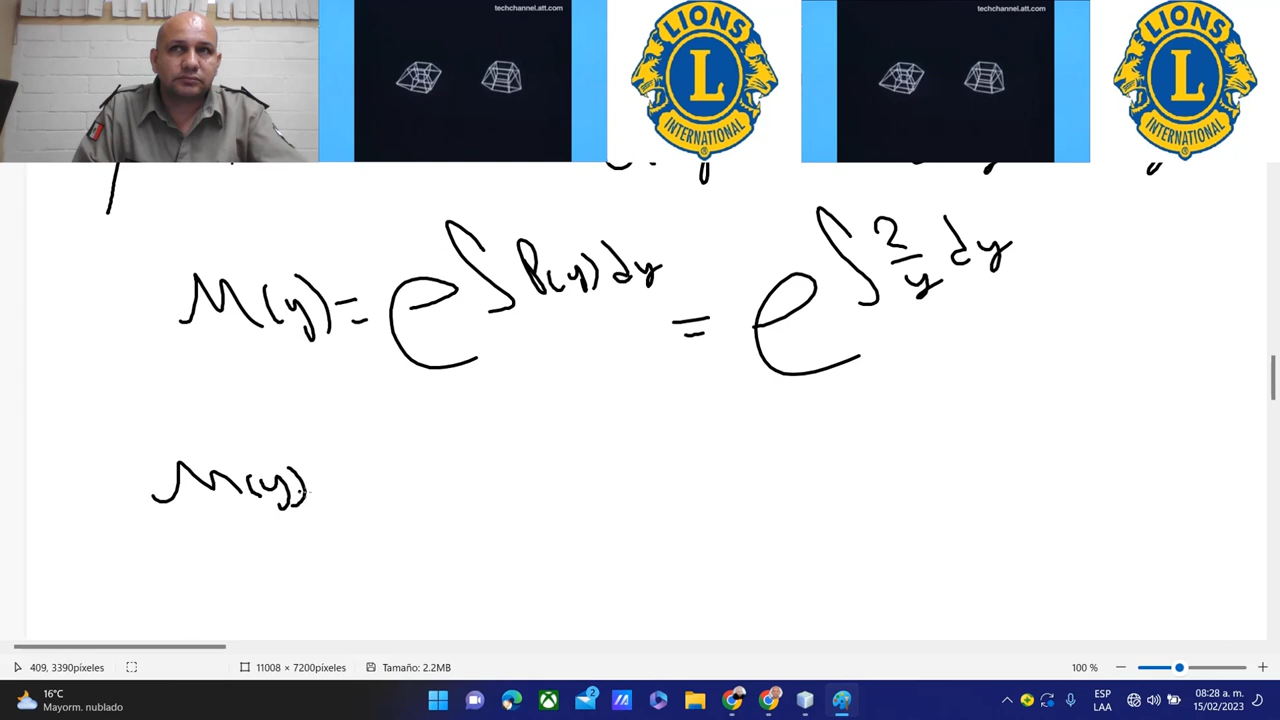 techchannel.att.com
LIONS
L
INTERNATIONAL
techchannel.att.com
LIONS
L
INTERNATIONAL
M(y) = e^∫P(y)dy = e^∫2/y dy
M(y)
409, 3390píxeles
11008 × 7200píxeles
Tamaño: 2.2MB
100 %
16°C
Mayorm. nublado
2
ESP
LAA
08:28 a. m.
15/02/2023